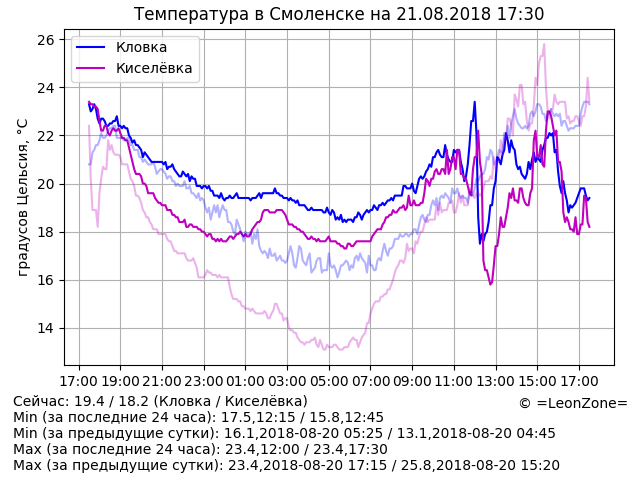 Температура в Смоленске на 21.08.2018 17:30
Кловка
Киселёвка
градусов Цельсия, °C
26
24
22
20
18
16
14
17:00 19:00 21:00 23:00 01:00 03:00 05:00 07:00 09:00 11:00 13:00 15:00 17:00
Сейчас: 19.4 / 18.2 (Кловка / Киселёвка)
© =LeonZone=
Min (за последние 24 часа): 17.5,12:15 / 15.8,12:45
Min (за предыдущие сутки): 16.1,2018-08-20 05:25 / 13.1,2018-08-20 04:45
Max (за последние 24 часа): 23.4,12:00 / 23.4,17:30
Max (за предыдущие сутки): 23.4,2018-08-20 17:15 / 25.8,2018-08-20 15:20